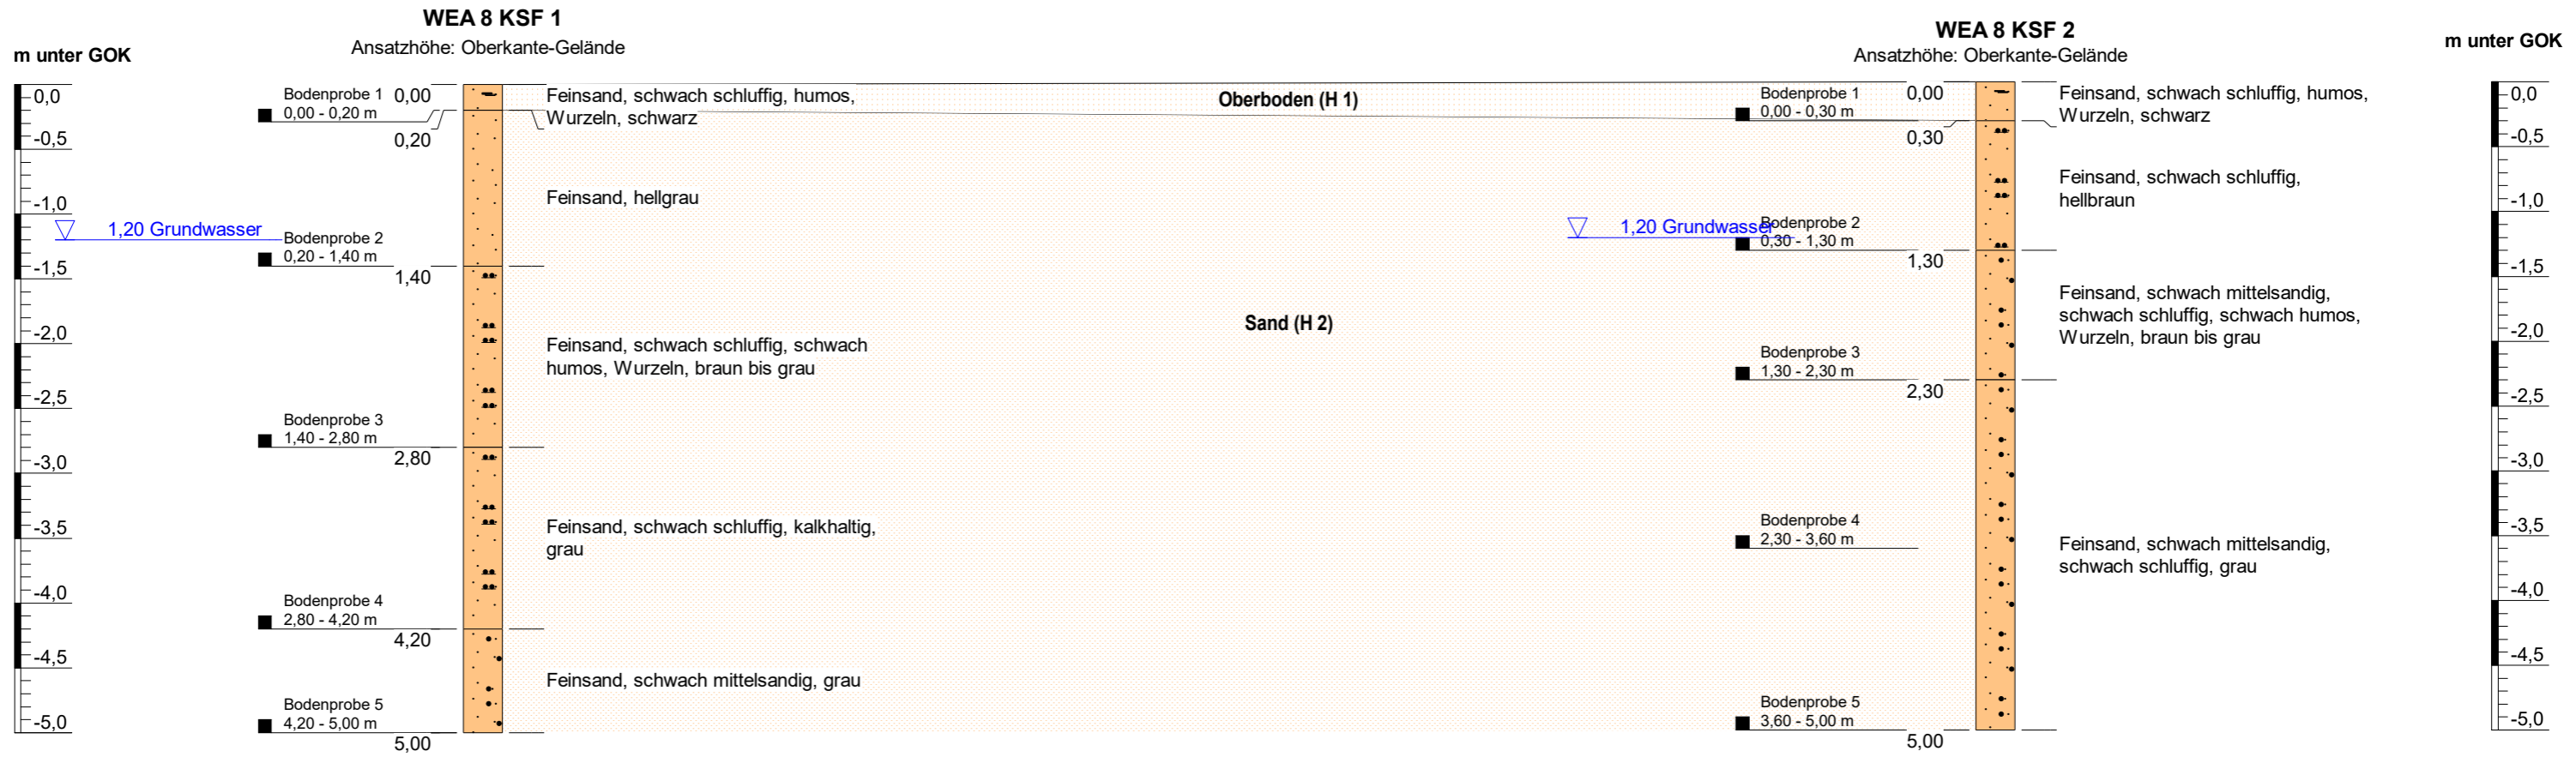 WEA 8 KSF 1
Ansatzhöhe: Oberkante-Gelände
m unter GOK
0,0
-0,5
-1,0
-1,5
-2,0
-2,5
-3,0
-3,5
-4,0
-4,5
-5,0
1,20 Grundwasser
Bodenprobe 1
0,00 - 0,20 m
Bodenprobe 2
0,20 - 1,40 m
Bodenprobe 3
1,40 - 2,80 m
Bodenprobe 4
2,80 - 4,20 m
Bodenprobe 5
4,20 - 5,00 m
0,00
0,20
1,40
2,80
4,20
5,00
Feinsand, schwach schluffig, humos,
Wurzeln, schwarz
Feinsand, hellgrau
Feinsand, schwach schluffig, schwach
humos, Wurzeln, braun bis grau
Feinsand, schwach schluffig, kalkhaltig,
grau
Feinsand, schwach mittelsandig, grau
Oberboden (H 1)
Sand (H 2)
WEA 8 KSF 2
Ansatzhöhe: Oberkante-Gelände
1,20 Grundwasser
Bodenprobe 1
0,00 - 0,30 m
Bodenprobe 2
0,30 - 1,30 m
Bodenprobe 3
1,30 - 2,30 m
Bodenprobe 4
2,30 - 3,60 m
Bodenprobe 5
3,60 - 5,00 m
0,00
0,30
1,30
2,30
5,00
Feinsand, schwach schluffig, humos,
Wurzeln, schwarz
Feinsand, schwach schluffig,
hellbraun
Feinsand, schwach mittelsandig,
schwach schluffig, schwach humos,
Wurzeln, braun bis grau
Feinsand, schwach mittelsandig,
schwach schluffig, grau
m unter GOK
0,0
-0,5
-1,0
-1,5
-2,0
-2,5
-3,0
-3,5
-4,0
-4,5
-5,0